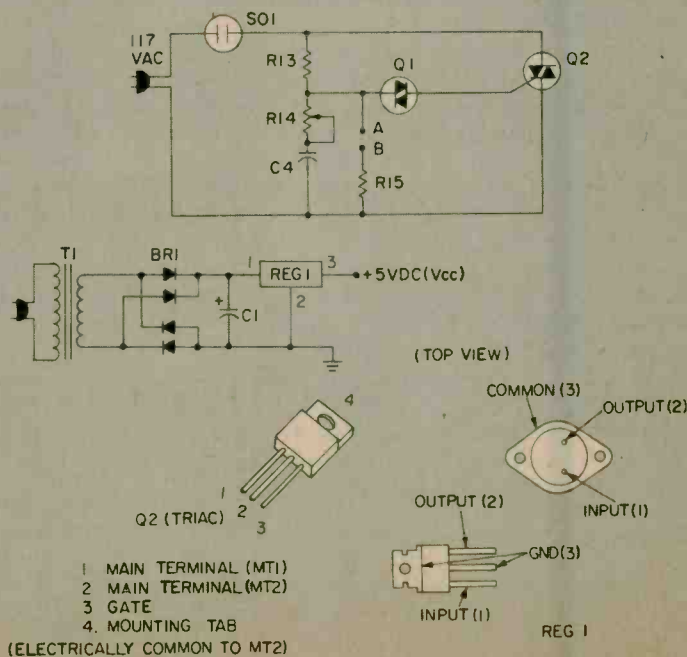 SO1
117
VAC
R13
Q1
Q2
R14
A
B
C4
R15
T1
BR1
1
REG 1
3
+5VDC (Vcc)
2
+
C1
(TOP VIEW)
COMMON (3)
OUTPUT (2)
INPUT (1)
4
1
2
3
Q2 (TRIAC)
OUTPUT (2)
GND (3)
INPUT (1)
REG 1
1 MAIN TERMINAL (MT1)
2 MAIN TERMINAL (MT2)
3 GATE
4. MOUNTING TAB
(ELECTRICALLY COMMON TO MT2)